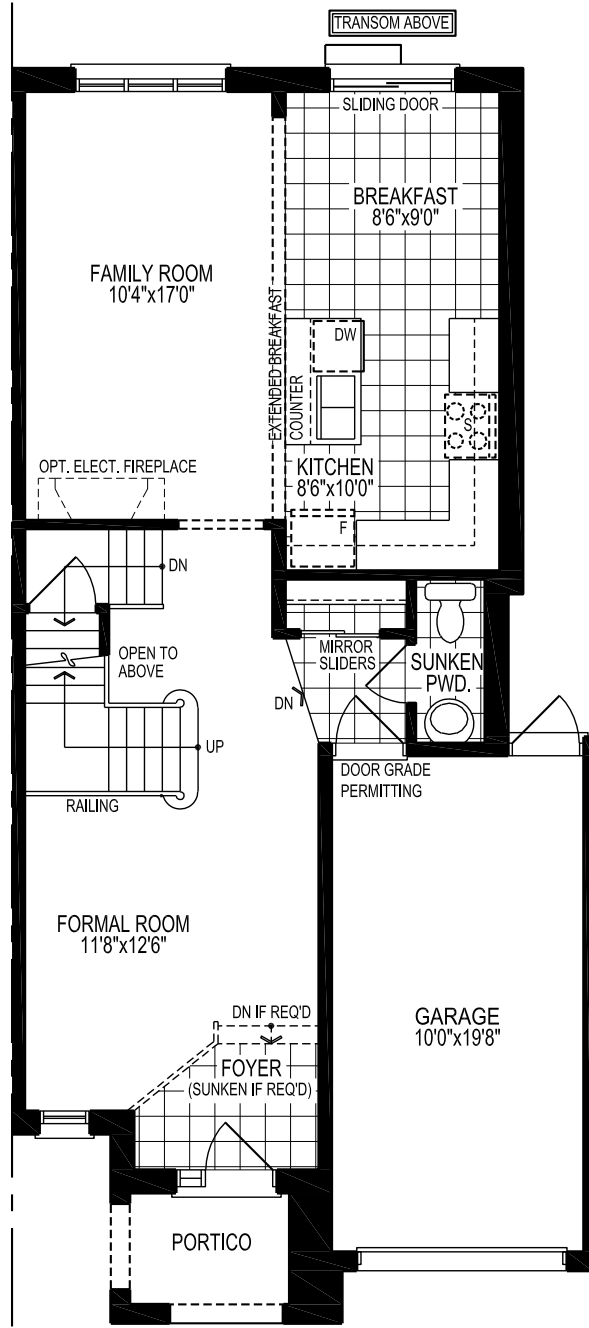 TRANSOM ABOVE
SLIDING DOOR
BREAKFAST
8'6"x9'0"
FAMILY ROOM
10'4"x17'0"
EXTENDED BREAKFAST
COUNTER
DW
S
KITCHEN
8'6"x10'0"
F
OPT. ELECT. FIREPLACE
DN
OPEN TO
ABOVE
MIRROR
SLIDERS
SUNKEN
PWD.
DN
UP
DOOR GRADE
PERMITTING
RAILING
FORMAL ROOM
11'8"x12'6"
DN IF REQ'D
FOYER
(SUNKEN IF REQ'D)
GARAGE
10'0"x19'8"
PORTICO